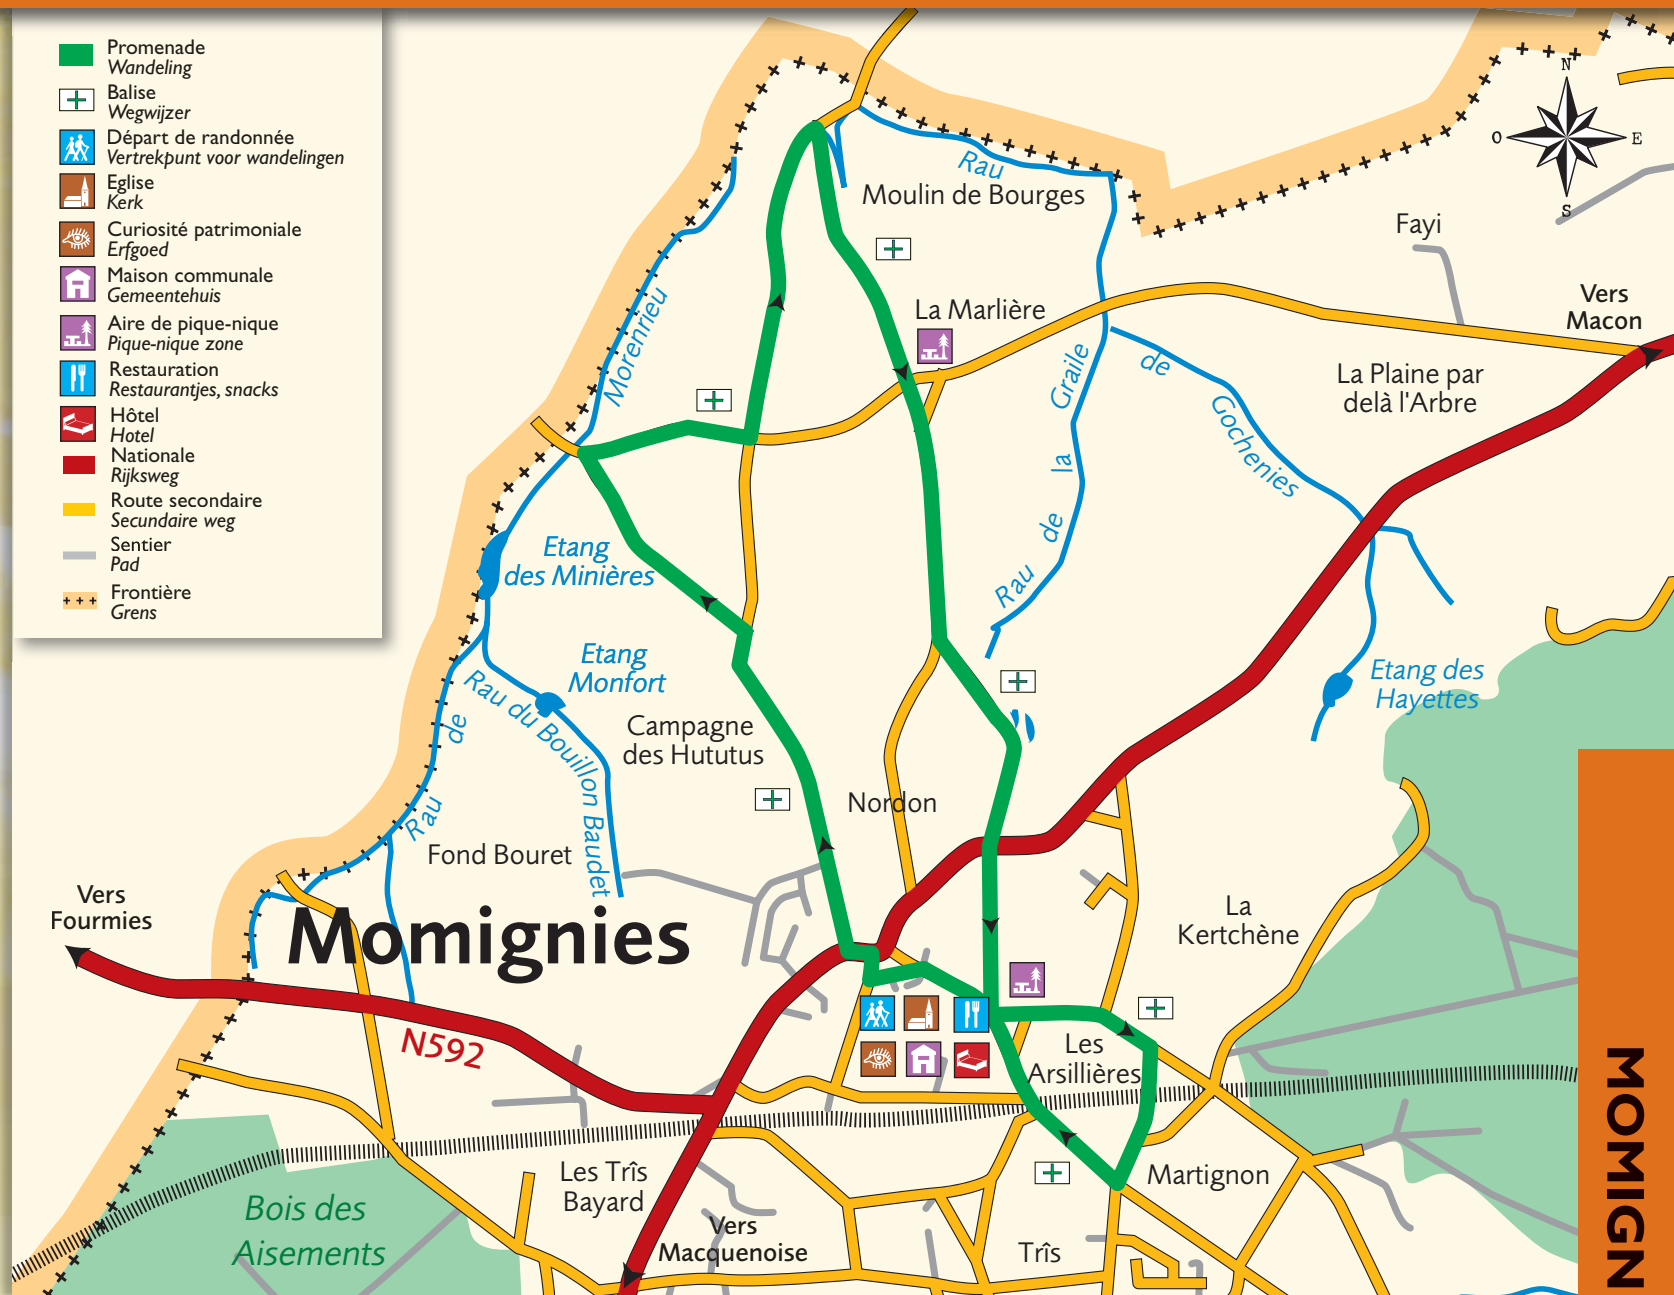 Promenade
Wandeling
Balise
Wegwijzer
Départ de randonnée
Vertrekpunt voor wandelingen
Eglise
Kerk
Curiosité patrimoniale
Erfgoed
Maison communale
Gemeentehuis
Aire de pique-nique
Pique-nique zone
Restauration
Restaurantjes, snacks
Hôtel
Hotel
Nationale
Rijksweg
Route secondaire
Secundaire weg
Sentier
Pad
Frontière
Grens
N
O
E
S
Rau
Moulin de Bourges
Fayi
Vers
Macon
La Marlière
Morenrieu
de
Gochenies
La Plaine par
delà l'Arbre
Rau de la Graile
Etang
des Minières
Etang
Monfort
Rau du Bouillon Baudet
Rau de
Campagne
des Hututus
Etang des
Hayettes
Nordon
Fond Bouret
Vers
Fourmies
Momignies
La
Kertchène
N592
Les
Arsillières
Les Trîs
Bayard
Martignon
Bois des
Aisements
Vers
Macquenoise
Trîs
MOMIGN